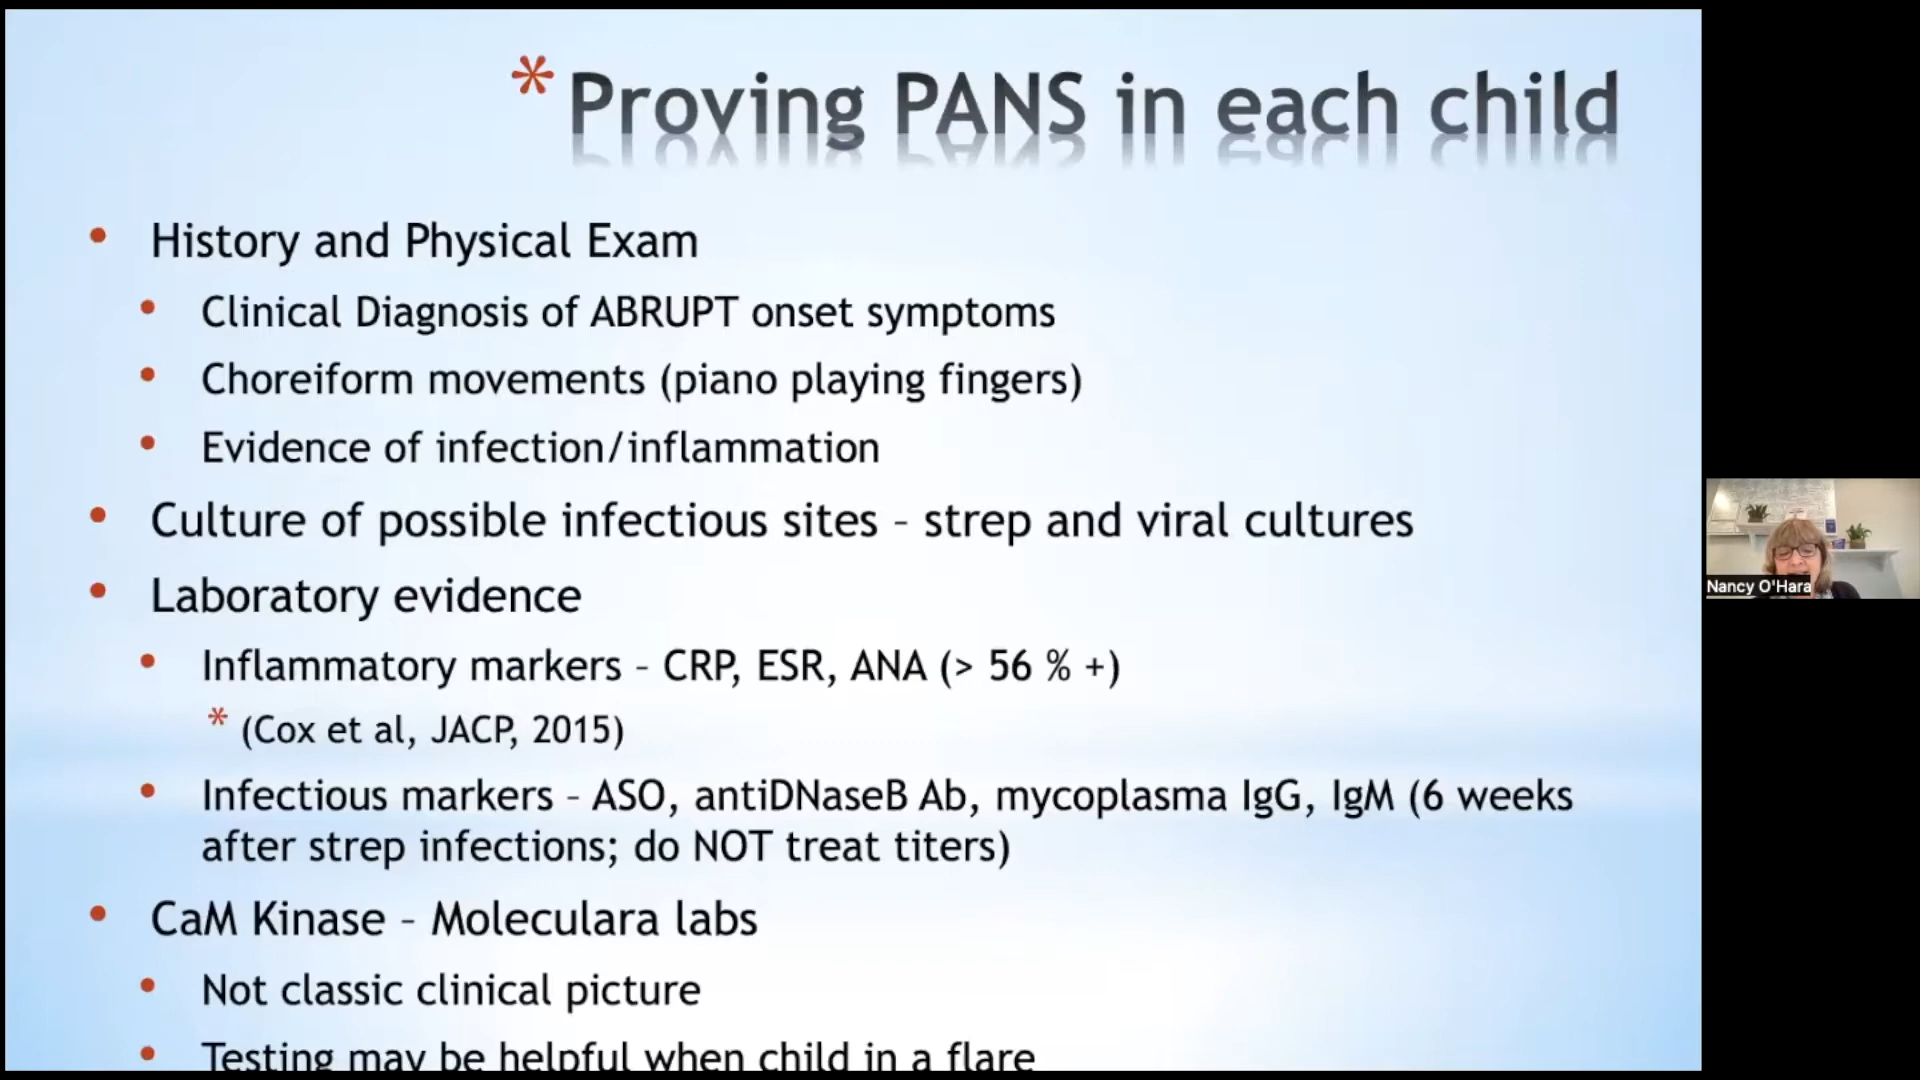 * Proving PANS in each child
• History and Physical Exam
• Clinical Diagnosis of ABRUPT onset symptoms
• Choreiform movements (piano playing fingers)
• Evidence of infection/inflammation
• Culture of possible infectious sites – strep and viral cultures
• Laboratory evidence
• Inflammatory markers – CRP, ESR, ANA (> 56 % +)
* (Cox et al, JACP, 2015)
• Infectious markers – ASO, antiDNaseB Ab, mycoplasma IgG, IgM (6 weeks
after strep infections; do NOT treat titers)
• CaM Kinase – Moleculara labs
• Not classic clinical picture
• Testing may be helpful when child in a flare
Nancy O'Hara